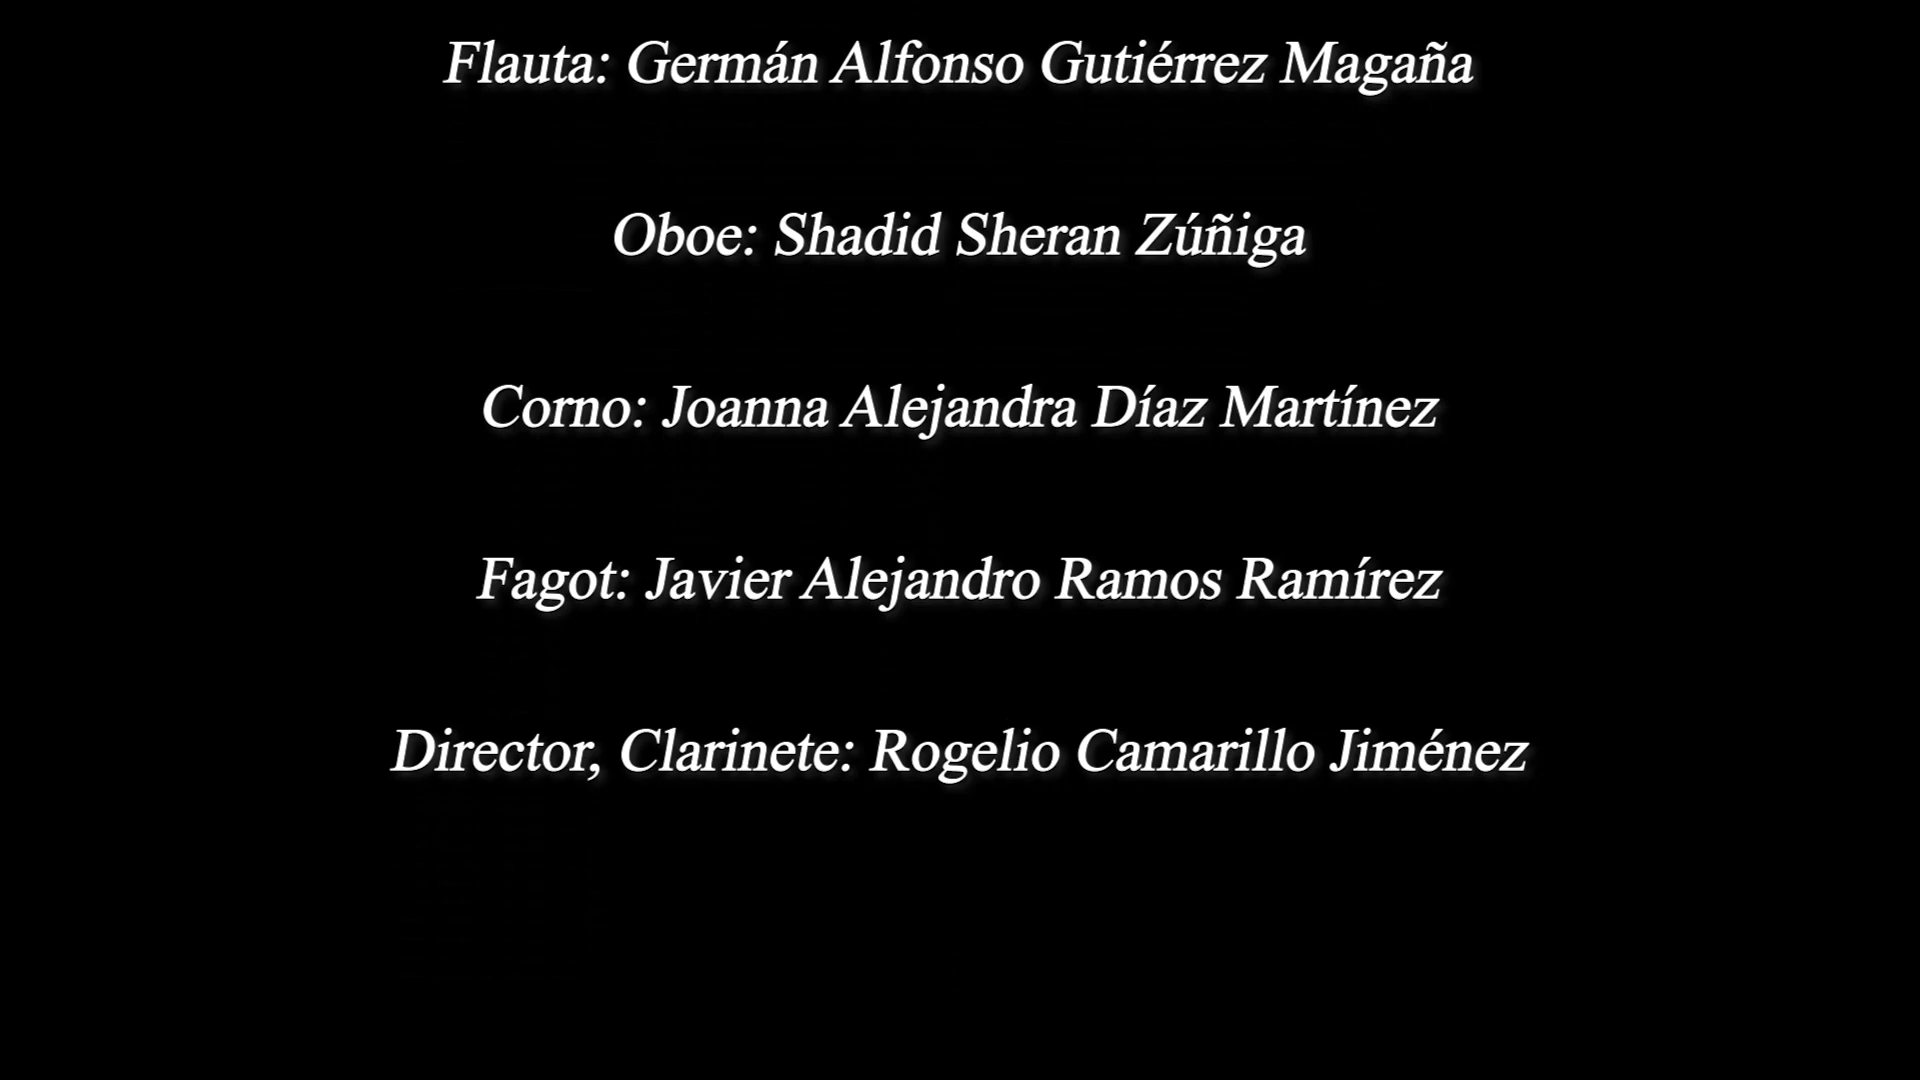 Flauta: Germán Alfonso Gutiérrez Magaña
Oboe: Shadid Sheran Zúñiga
Corno: Joanna Alejandra Díaz Martínez
Fagot: Javier Alejandro Ramos Ramírez
Director, Clarinete: Rogelio Camarillo Jiménez